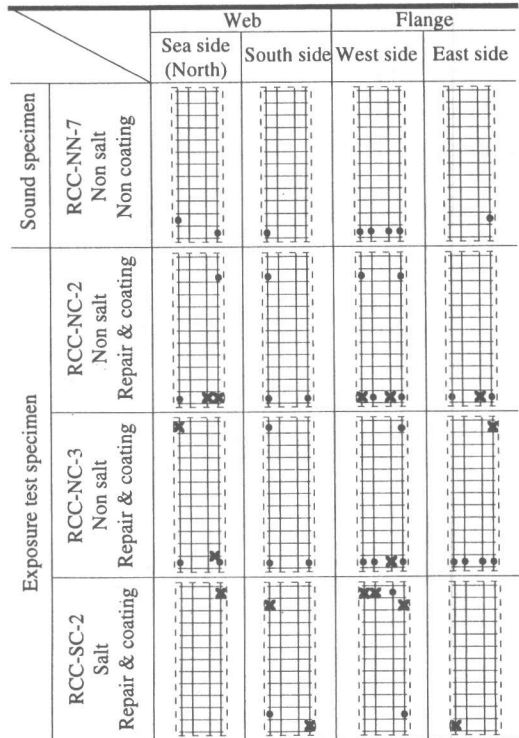 Web
Flange
Sea side
(North)
South side
West side
East side
Sound specimen
RCC-NN-7
Non salt
Non coating
Exposure test specimen
RCC-NC-2
Non salt
Repair & coating
RCC-NC-3
Non salt
Repair & coating
RCC-SC-2
Salt
Repair & coating